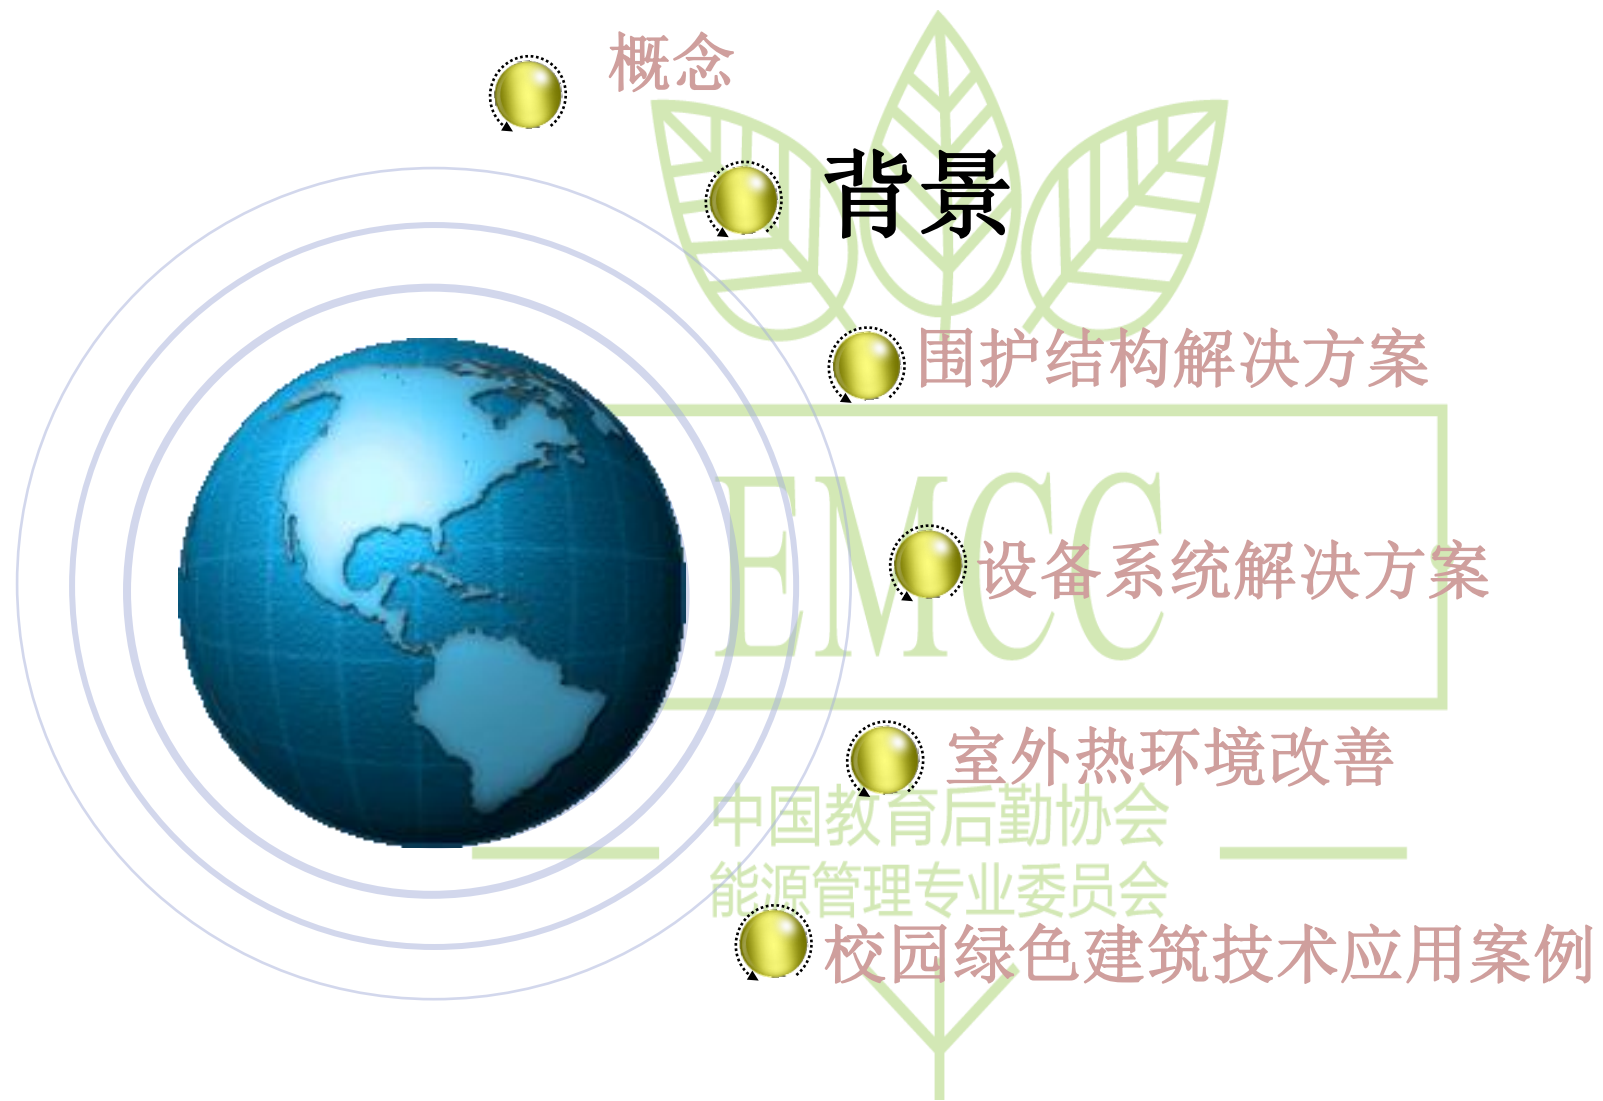 概念
背景
围护结构解决方案
EMCC
设备系统解决方案
室外热环境改善
中国教育后勤协会
能源管理专业委员会
校园绿色建筑技术应用案例